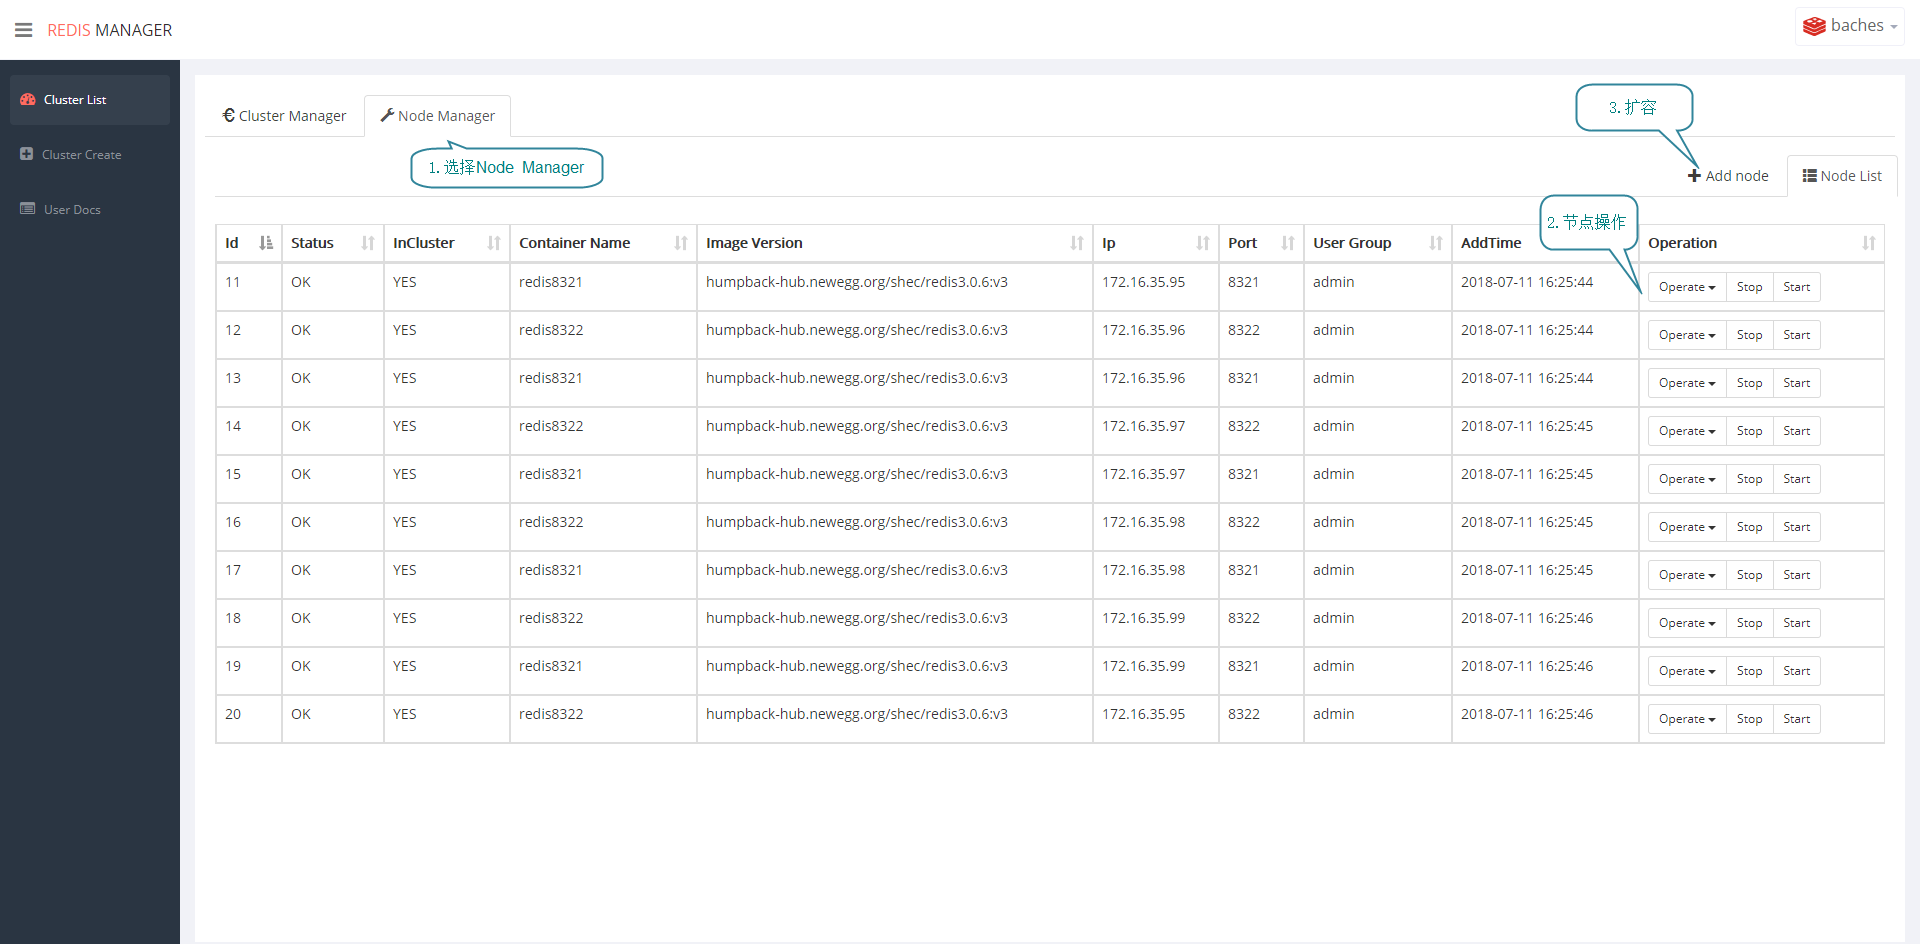 REDIS MANAGER
baches
Cluster List
Cluster Create
User Docs
Cluster Manager
Node Manager
1.选择Node Manager
3.扩容
Add node
Node List
2.节点操作
Id Status InCluster Container Name Image Version Ip Port User Group AddTime Operation
11 OK YES redis8321 humpback-hub.newegg.org/shec/redis3.0.6:v3 172.16.35.95 8321 admin 2018-07-11 16:25:44 Operate Stop Start
12 OK YES redis8322 humpback-hub.newegg.org/shec/redis3.0.6:v3 172.16.35.96 8322 admin 2018-07-11 16:25:44 Operate Stop Start
13 OK YES redis8321 humpback-hub.newegg.org/shec/redis3.0.6:v3 172.16.35.96 8321 admin 2018-07-11 16:25:44 Operate Stop Start
14 OK YES redis8322 humpback-hub.newegg.org/shec/redis3.0.6:v3 172.16.35.97 8322 admin 2018-07-11 16:25:45 Operate Stop Start
15 OK YES redis8321 humpback-hub.newegg.org/shec/redis3.0.6:v3 172.16.35.97 8321 admin 2018-07-11 16:25:45 Operate Stop Start
16 OK YES redis8322 humpback-hub.newegg.org/shec/redis3.0.6:v3 172.16.35.98 8322 admin 2018-07-11 16:25:45 Operate Stop Start
17 OK YES redis8321 humpback-hub.newegg.org/shec/redis3.0.6:v3 172.16.35.98 8321 admin 2018-07-11 16:25:45 Operate Stop Start
18 OK YES redis8322 humpback-hub.newegg.org/shec/redis3.0.6:v3 172.16.35.99 8322 admin 2018-07-11 16:25:46 Operate Stop Start
19 OK YES redis8321 humpback-hub.newegg.org/shec/redis3.0.6:v3 172.16.35.99 8321 admin 2018-07-11 16:25:46 Operate Stop Start
20 OK YES redis8322 humpback-hub.newegg.org/shec/redis3.0.6:v3 172.16.35.95 8322 admin 2018-07-11 16:25:46 Operate Stop Start